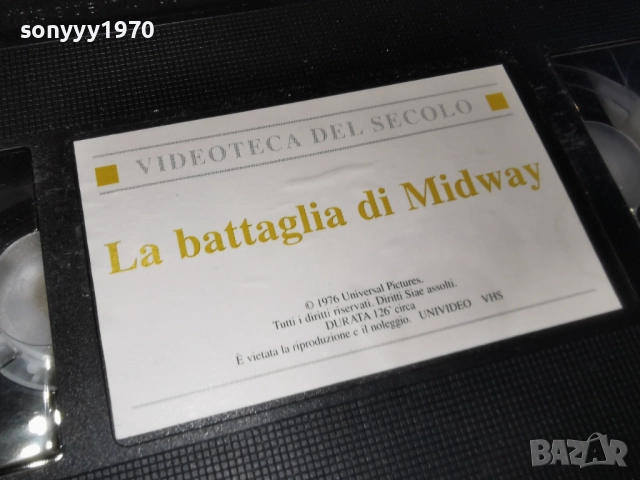 sonyyy1970
VIDEOTECA DEL SECOLO
La battaglia di Midway
© 1976 Universal Pictures.
Tutti i diritti riservati. Diritti Siae assolti.
DURATA 126' circa
È vietata la riproduzione e il noleggio. UNIVIDEO VHS
BAZAR